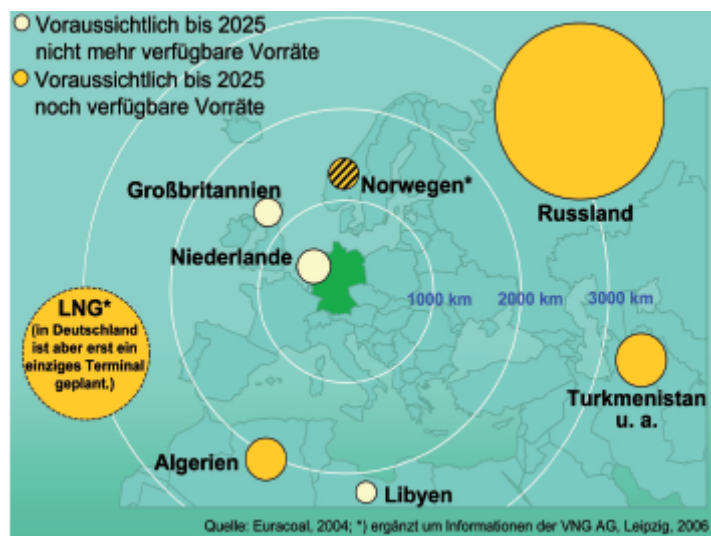 Voraussichtlich bis 2025
nicht mehr verfügbare Vorräte
Voraussichtlich bis 2025
noch verfügbare Vorräte
Großbritannien
Norwegen*
Russland
Niederlande
LNG*
(in Deutschland
ist aber erst ein
einziges Terminal
geplant.)
1000 km
2000 km
3000 km
Turkmenistan
u. a.
Algerien
Libyen
Quelle: Euracoal, 2004; *) ergänzt um Informationen der VNG AG, Leipzig, 2006